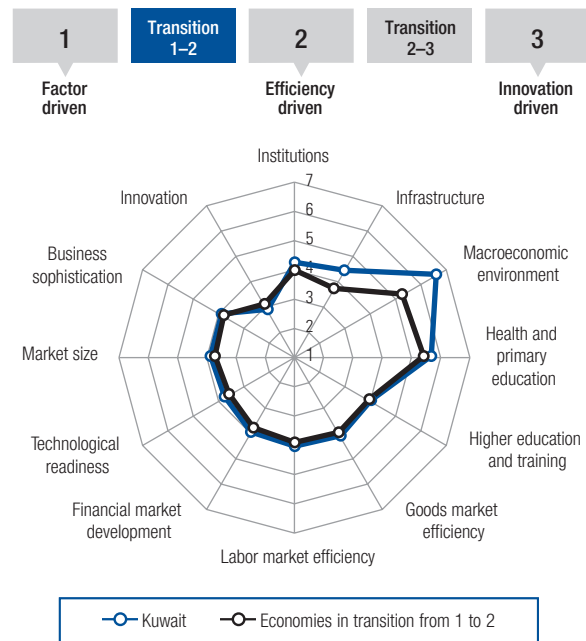 1
Transition
1–2
2
Transition
2–3
3
Factor
driven
Efficiency
driven
Innovation
driven
Institutions
7
6
5
4
3
2
1
Infrastructure
Macroeconomic
environment
Health and
primary
education
Higher education
and training
Goods market
efficiency
Labor market efficiency
Financial market
development
Technological
readiness
Market size
Business
sophistication
Innovation
Kuwait
Economies in transition from 1 to 2